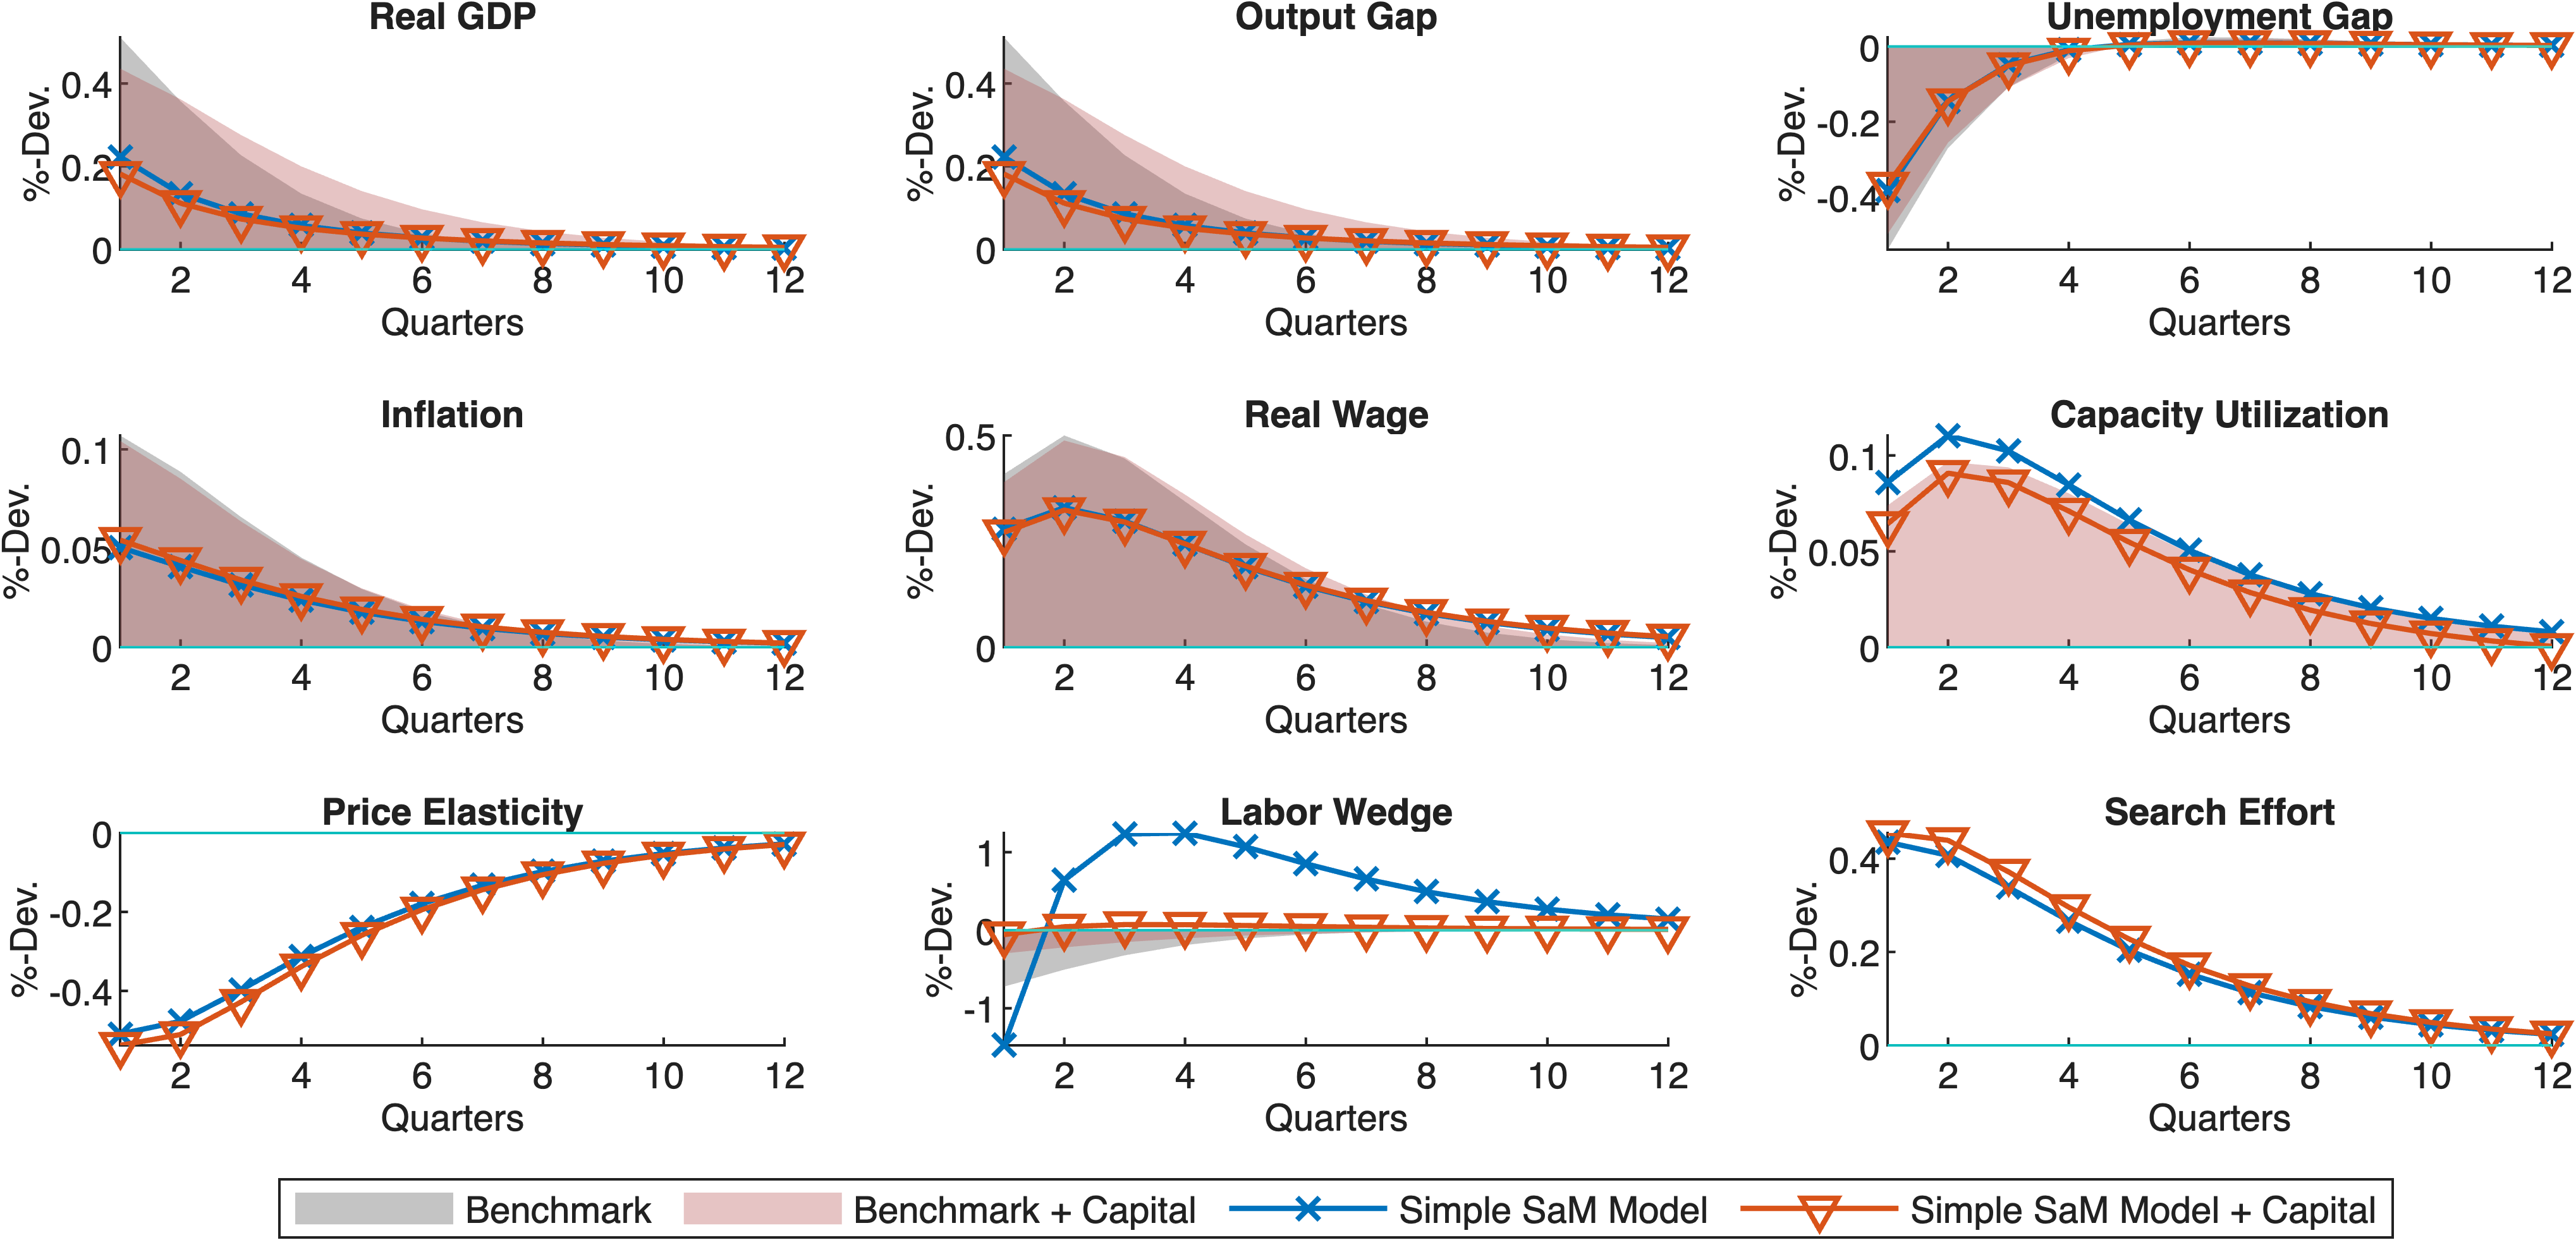 Real GDP
Output Gap
Unemployment Gap
%-Dev.
0.4
0.2
0
2 4 6 8 10 12
Quarters
%-Dev.
0.4
0.2
0
2 4 6 8 10 12
Quarters
%-Dev.
0
-0.2
-0.4
2 4 6 8 10 12
Quarters
Inflation
Real Wage
Capacity Utilization
%-Dev.
0.1
0.05
0
2 4 6 8 10 12
Quarters
%-Dev.
0.5
0
2 4 6 8 10 12
Quarters
%-Dev.
0.1
0.05
0
2 4 6 8 10 12
Quarters
Price Elasticity
Labor Wedge
Search Effort
%-Dev.
0
-0.2
-0.4
2 4 6 8 10 12
Quarters
%-Dev.
1
0
-1
2 4 6 8 10 12
Quarters
%-Dev.
0.4
0.2
0
2 4 6 8 10 12
Quarters
Benchmark Benchmark + Capital Simple SaM Model Simple SaM Model + Capital